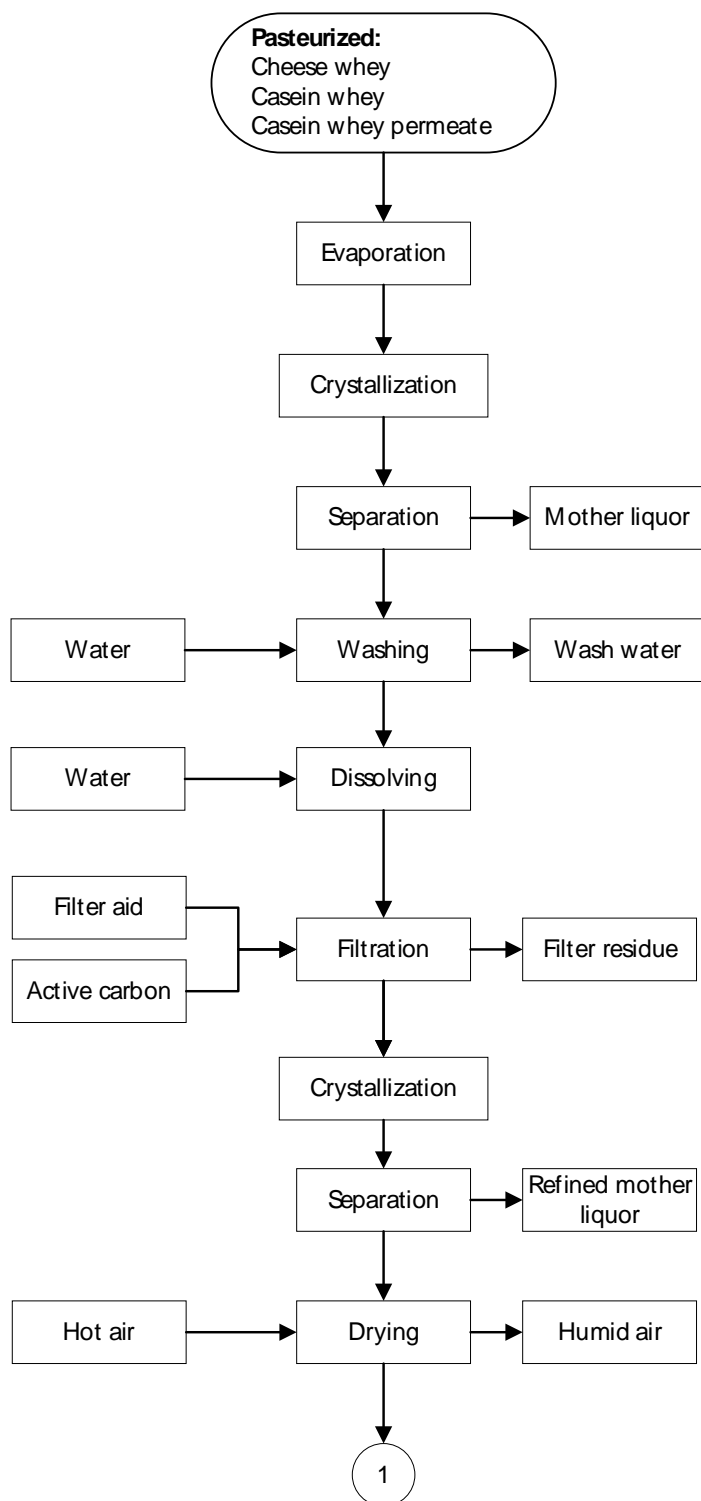 Pasteurized:
Cheese whey
Casein whey
Casein whey permeate
Evaporation
Crystallization
Separation
Mother liquor
Water
Washing
Wash water
Water
Dissolving
Filter aid
Active carbon
Filtration
Filter residue
Crystallization
Separation
Refined mother
liquor
Hot air
Drying
Humid air
1